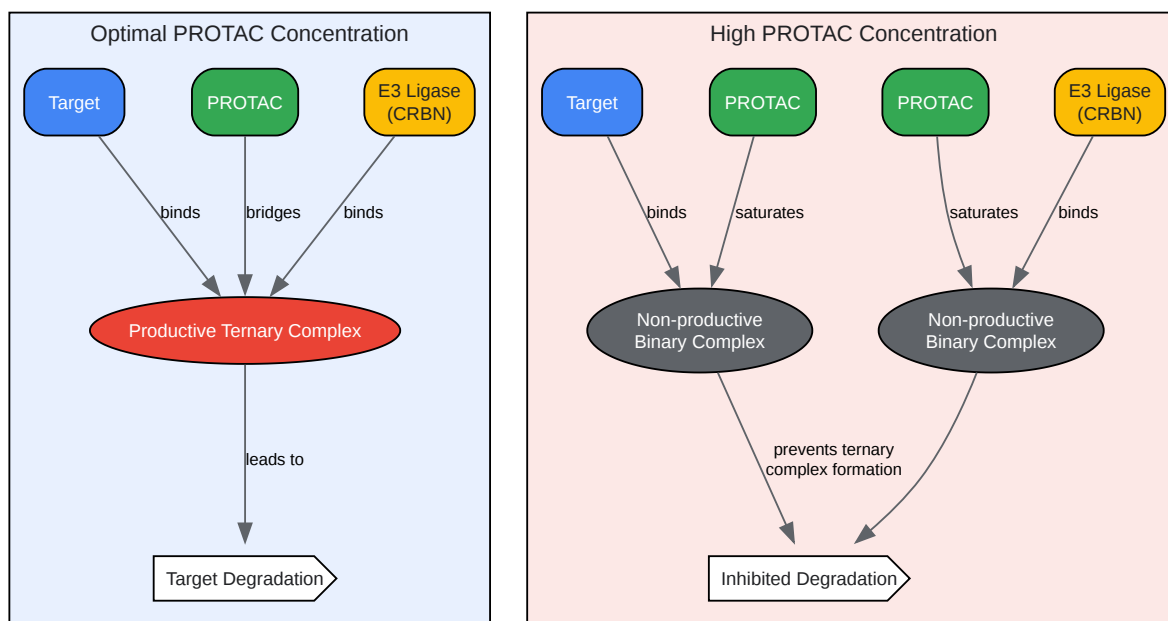 Optimal PROTAC Concentration
Target
PROTAC
E3 Ligase
(CRBN)
binds
bridges
binds
Productive Ternary Complex
leads to
Target Degradation
High PROTAC Concentration
Target
PROTAC
PROTAC
E3 Ligase
(CRBN)
binds
saturates
saturates
binds
Non-productive
Binary Complex
Non-productive
Binary Complex
prevents ternary
complex formation
Inhibited Degradation